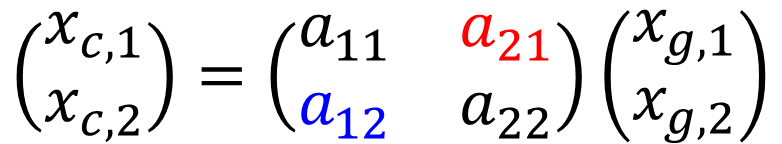 (x_{c,1} x_{c,2}) = (a_{11} a_{21} a_{12} a_{22}) (x_{g,1} x_{g,2})